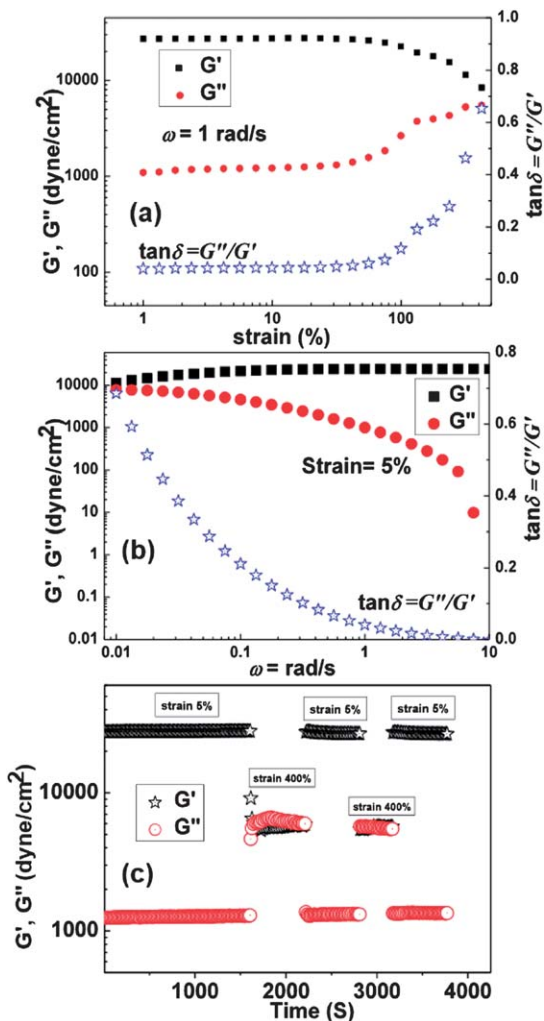 1.0
0.8
0.6
0.4
0.2
0.0
10000
1000
100
G', G" (dyne/cm²)
tanδ=G"/G'
G'
G"
ω = 1 rad/s
(a)
tanδ=G"/G'
1 10 100
strain (%)
0.8
0.6
0.4
0.2
0.0
10000
1000
100
10
1
0.1
0.01
G', G" (dyne/cm²)
tanδ=G"/G'
G'
G"
Strain= 5%
(b)
tanδ=G"/G'
0.01 0.1 1 10
ω = rad/s
strain 5% strain 5% strain 5%
10000
1000
G', G" (dyne/cm²)
strain 400%
strain 400%
G'
G"
(c)
1000 2000 3000 4000
Time (S)